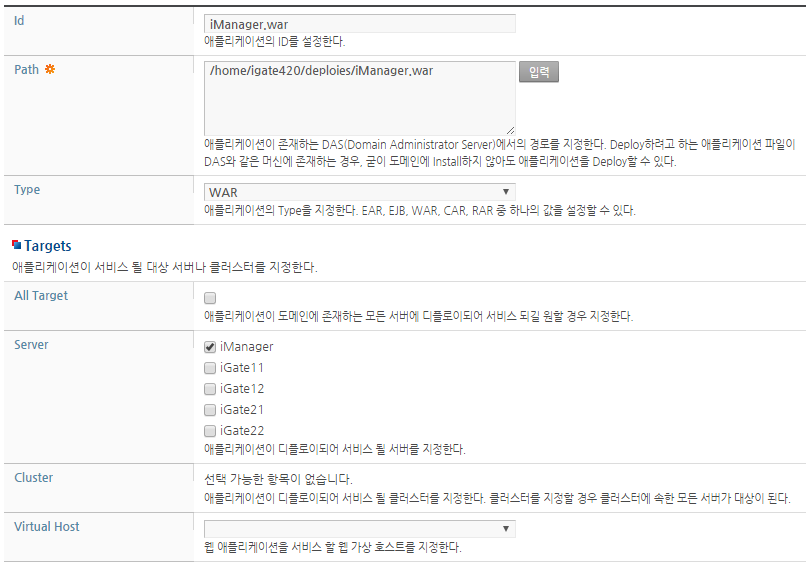 Id
iManager.war
애플리케이션의 ID를 설정한다.
Path
/home/igate420/deploies/iManager.war
입력
애플리케이션이 존재하는 DAS(Domain Administrator Server)에서의 경로를 지정한다. Deploy하려고 하는 애플리케이션 파일이
DAS와 같은 머신에 존재하는 경우, 굳이 도메인에 Install하지 않아도 애플리케이션을 Deploy할 수 있다.
Type
WAR
애플리케이션의 Type을 지정한다. EAR, EJB, WAR, CAR, RAR 중 하나의 값을 설정할 수 있다.
Targets
애플리케이션이 서비스 될 대상 서버나 클러스터를 지정한다.
All Target
애플리케이션이 도메인에 존재하는 모든 서버에 디플로이되어 서비스 되길 원할 경우 지정한다.
Server
iManager
iGate11
iGate12
iGate21
iGate22
애플리케이션이 디플로이되어 서비스 될 서버를 지정한다.
Cluster
선택 가능한 항목이 없습니다.
애플리케이션이 디플로이되어 서비스 될 클러스터를 지정한다. 클러스터를 지정할 경우 클러스터에 속한 모든 서버가 대상이 된다.
Virtual Host
웹 애플리케이션을 서비스 할 웹 가상 호스트를 지정한다.